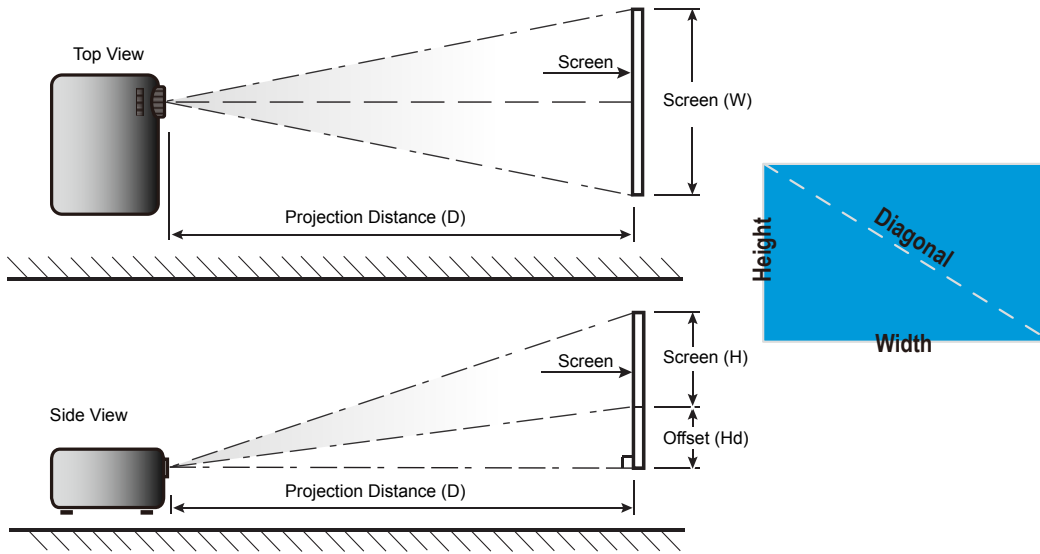 Top View
Screen
Screen (W)
Projection Distance (D)
Height
Diagonal
Width
Side View
Screen
Screen (H)
Offset (Hd)
Projection Distance (D)